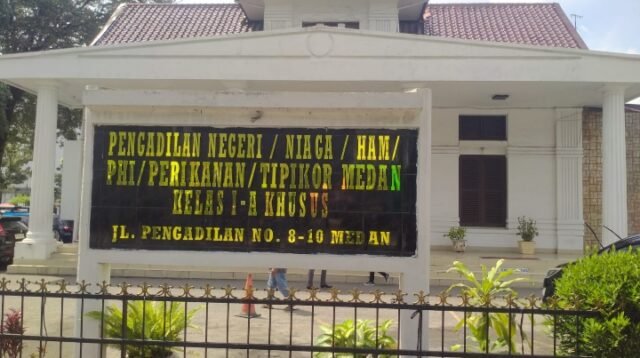 PENGADILAN NEGERI / NIAGA / HAM/
PHI/PERIKANAN/TIPIKOR MEDAN
KELAS I-A KHUSUS
JL. PENGADILAN NO. 8-10 MEDAN